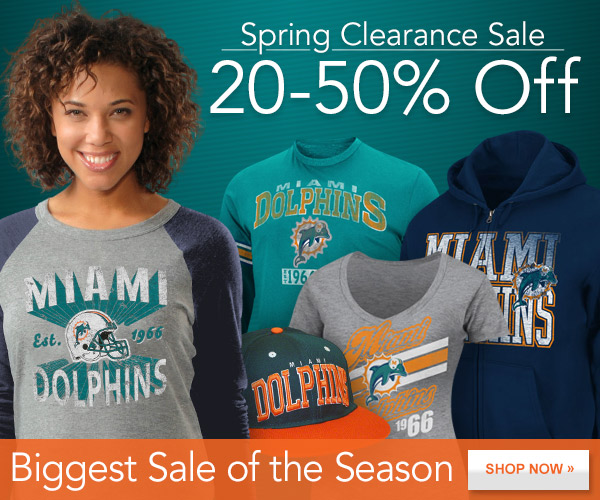 Spring Clearance Sale
20-50% Off
MIAMI
DOLPHINS
MIAMI
DOLPHINS
MIAMI
Est. 1966
DOLPHINS
MIAMI
DOLPHINS
Miami
1966
Biggest Sale of the Season
SHOP NOW »